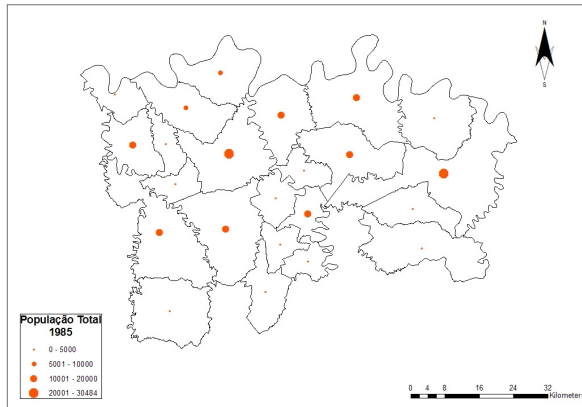 N
S
População Total
1985
0 - 5000
5001 - 10000
10001 - 20000
20001 - 30484
0 4 8 16 24 32
Kilometers